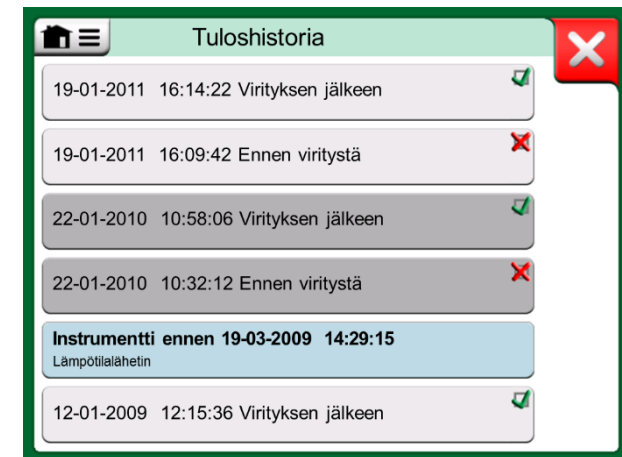 Tuloshistoria
19-01-2011 16:14:22 Virityksen jälkeen
19-01-2011 16:09:42 Ennen viritystä
22-01-2010 10:58:06 Virityksen jälkeen
22-01-2010 10:32:12 Ennen viritystä
Instrumentti ennen 19-03-2009 14:29:15
Lämpötilalähetin
12-01-2009 12:15:36 Virityksen jälkeen